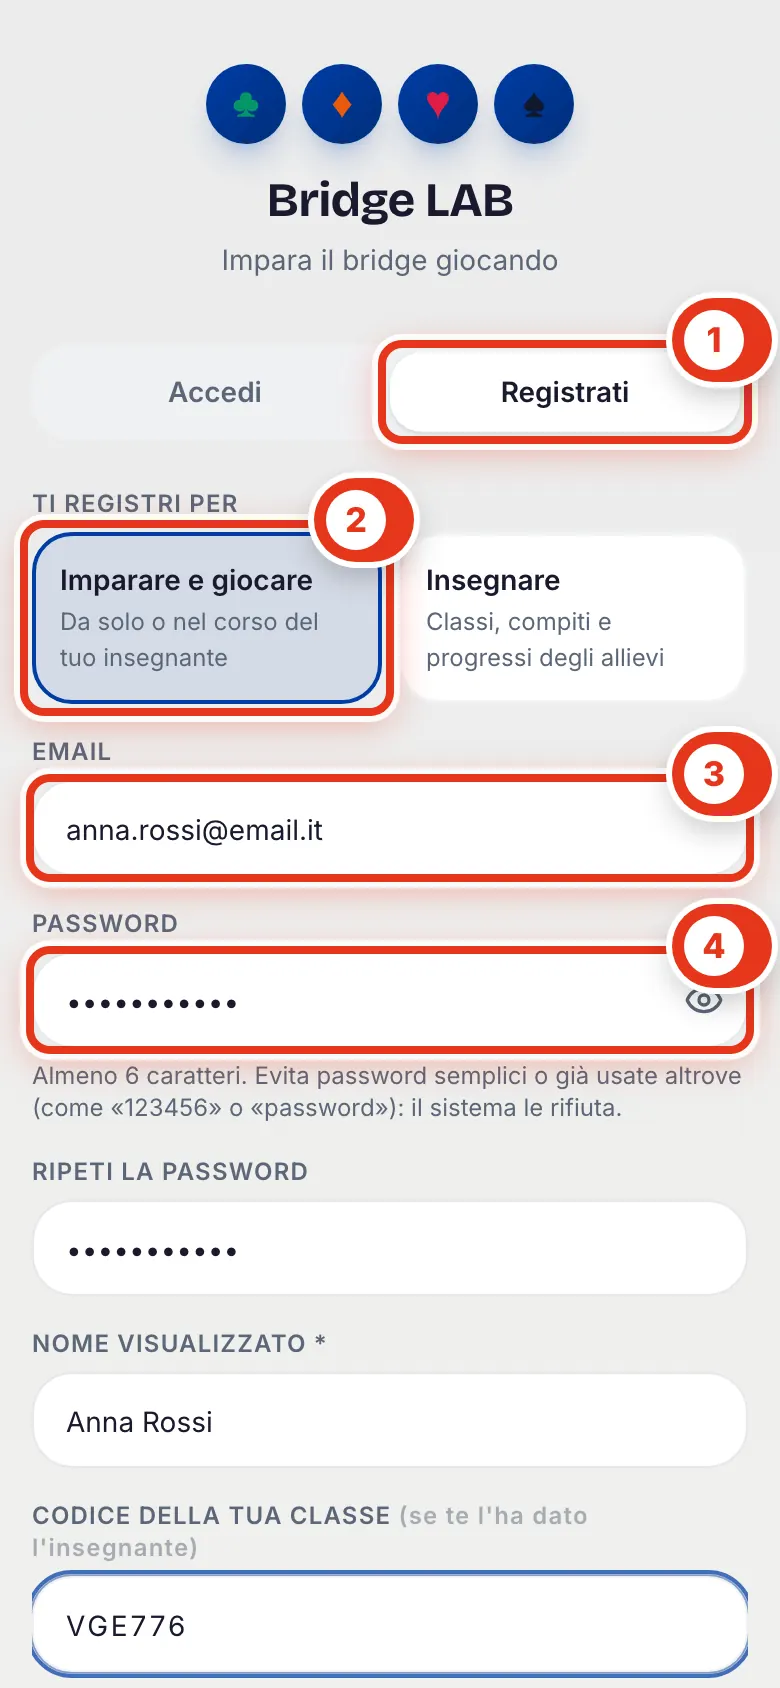 Bridge LAB
Impara il bridge giocando
1
Accedi
Registrati
TI REGISTRI PER
2
Imparare e giocare
Da solo o nel corso del
tuo insegnante
Insegnare
Classi, compiti e
progressi degli allievi
EMAIL
3
anna.rossi@email.it
PASSWORD
4
•••••••••••
Almeno 6 caratteri. Evita password semplici o già usate altrove
(come «123456» o «password»): il sistema le rifiuta.
RIPETI LA PASSWORD
•••••••••••
NOME VISUALIZZATO *
Anna Rossi
CODICE DELLA TUA CLASSE (se te l'ha dato
l'insegnante)
VGE776